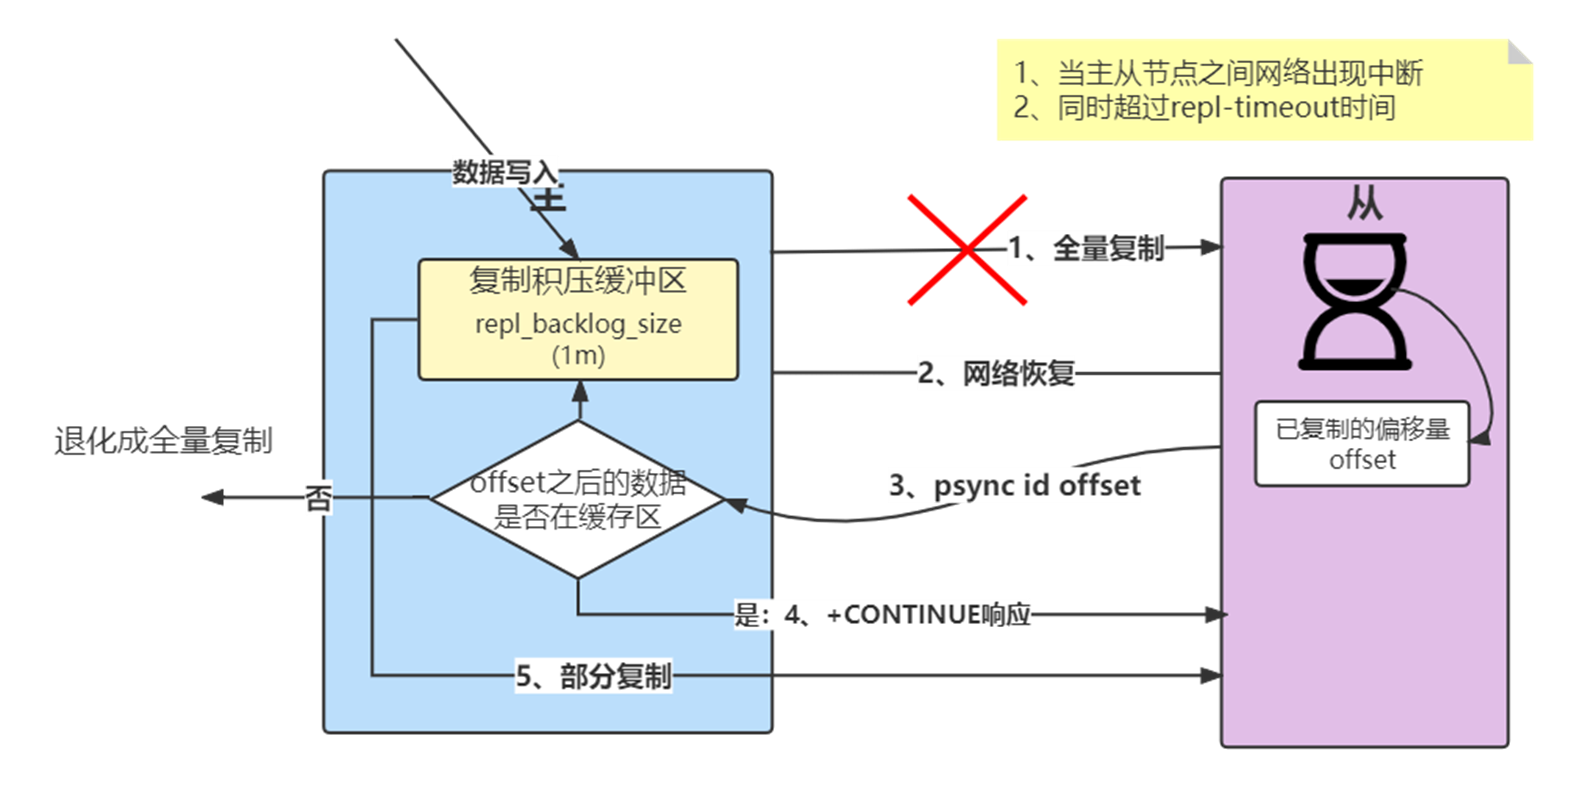 1、当主从节点之间网络出现中断
2、同时超过repl-timeout时间
数据写入
主
从
复制积压缓冲区
repl_backlog_size
(1m)
1、全量复制
2、网络恢复
已复制的偏移量
offset
退化成全量复制
否
offset之后的数据
是否在缓存区
3、psync id offset
是：4、+CONTINUE响应
5、部分复制